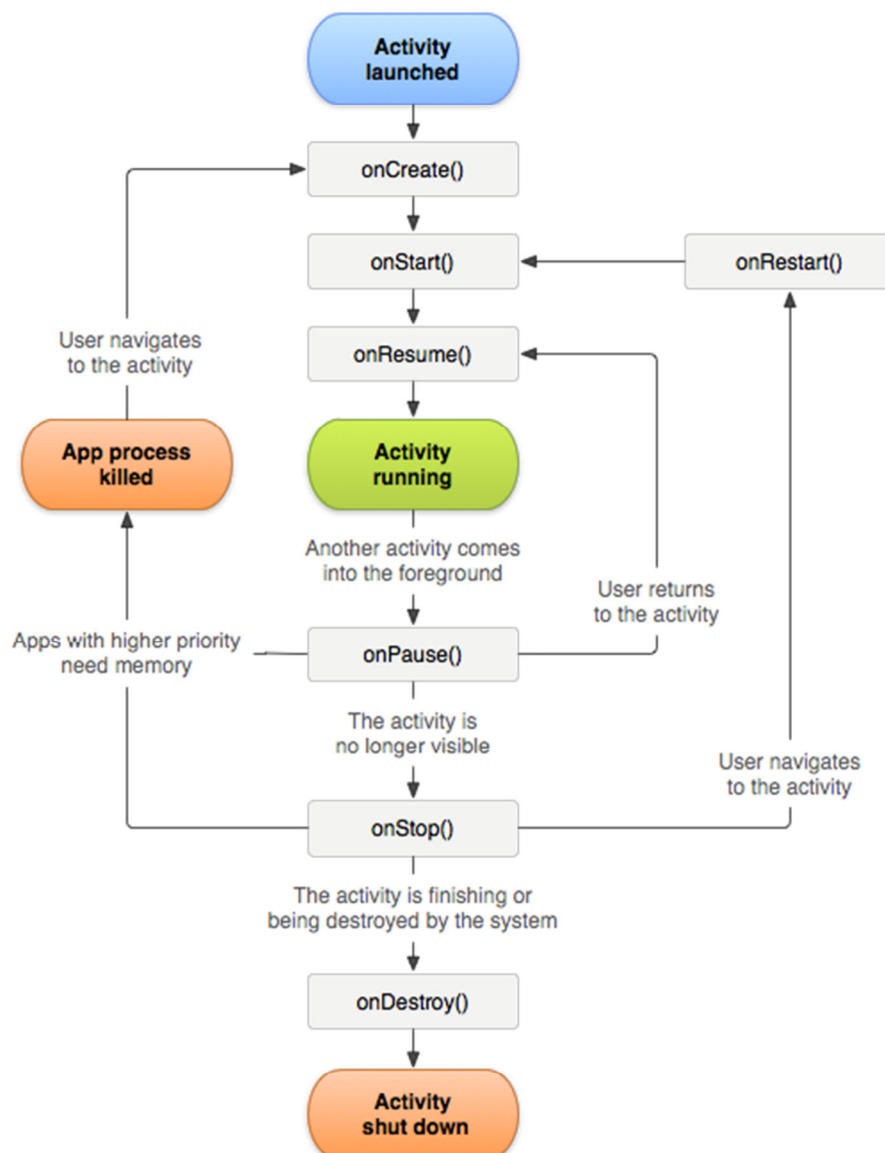 Activity
launched
onCreate()
onStart()
onRestart()
User navigates
to the activity
onResume()
App process
killed
Activity
running
Another activity comes
into the foreground
User returns
to the activity
Apps with higher priority
need memory
onPause()
The activity is
no longer visible
User navigates
to the activity
onStop()
The activity is finishing or
being destroyed by the system
onDestroy()
Activity
shut down